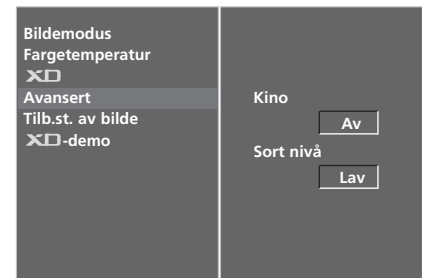 Bildemodus
Fargetemperatur
XD
Avansert
Tilb.st. av bilde
XD-demo
Kino
Av
Sort nivå
Lav